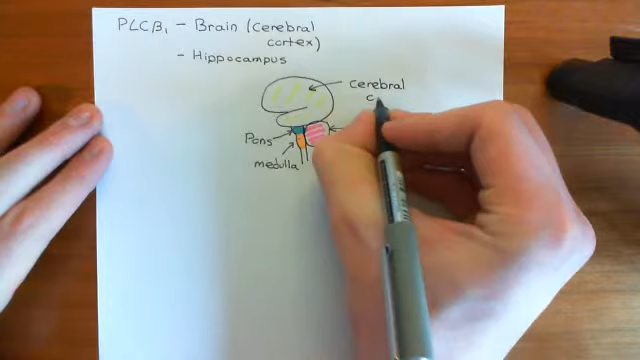 PLCβ₁ - Brain (cerebral
cortex)
- Hippocampus
cerebral
c
Pons
medulla